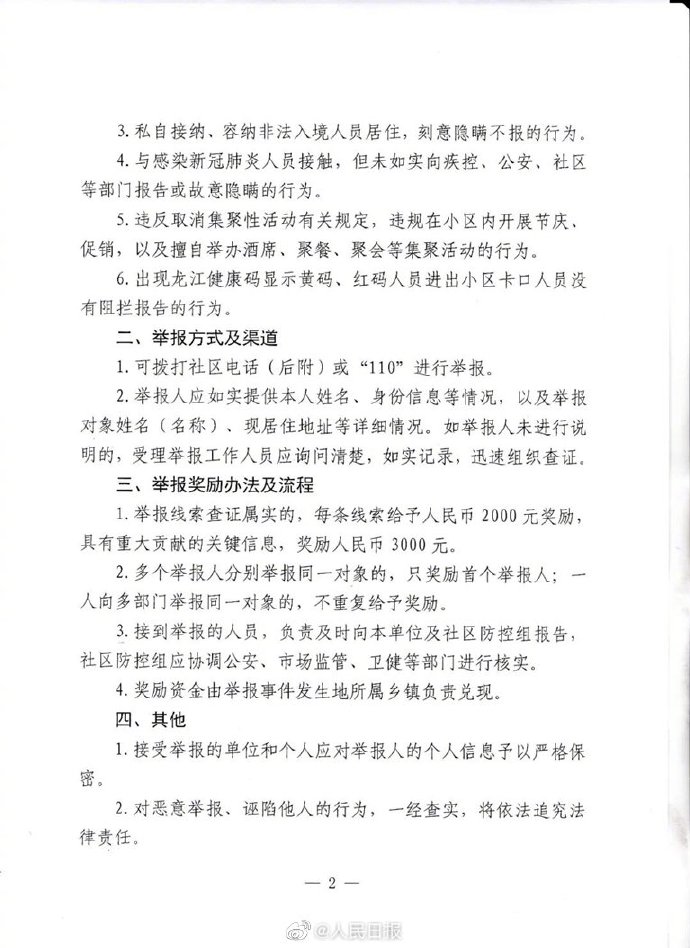 3. 私自接纳、容纳非法入境人员居住，刻意隐瞒不报的行为。
4. 与感染新冠肺炎人员接触，但未如实向疾控、公安、社区
等部门报告或故意隐瞒的行为。
5. 违反取消集聚性活动有关规定，违规在小区内开展节庆、
促销，以及擅自举办酒席、聚餐、聚会等集聚活动的行为。
6. 出现龙江健康码显示黄码、红码人员进出小区卡口人员没
有阻拦报告的行为。
二、举报方式及渠道
1. 可拨打社区电话（后附）或“110”进行举报。
2. 举报人应如实提供本人姓名、身份信息等情况，以及举报
对象姓名（名称）、现居住地址等详细情况。如举报人未进行说
明的，受理举报工作人员应询问清楚，如实记录，迅速组织查证。
三、举报奖励办法及流程
1. 举报线索查证属实的，每条线索给予人民币 2000 元奖励，
具有重大贡献的关键信息，奖励人民币 3000 元。
2. 多个举报人分别举报同一对象的，只奖励首个举报人；一
人向多部门举报同一对象的，不重复给予奖励。
3. 接到举报的人员，负责及时向本单位及社区防控组报告，
社区防控组应协调公安、市场监管、卫健等部门进行核实。
4. 奖励资金由举报事件发生地所属乡镇负责兑现。
四、其他
1. 接受举报的单位和个人应对举报人的个人信息予以严格保
密。
2. 对恶意举报、诬陷他人的行为，一经查实，将依法追究法
律责任。
— 2 —
@人民日报